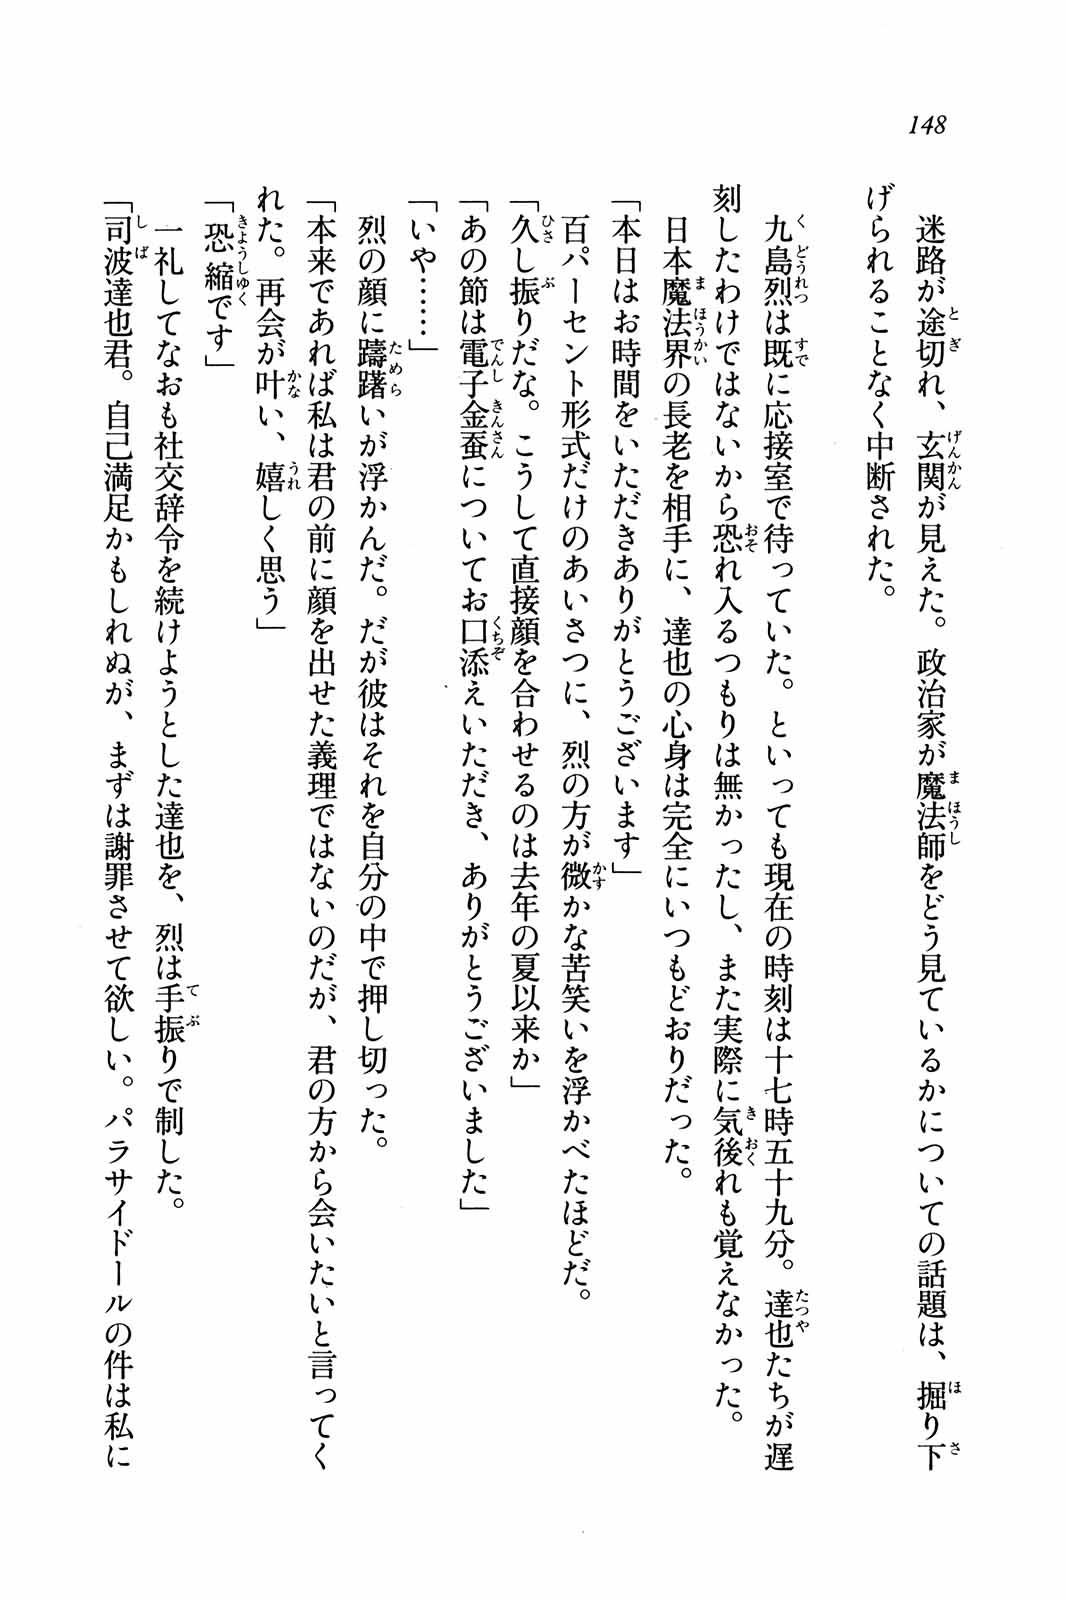 148
迷路が途切れ、玄関が見えた。政治家が魔法師をどう見ているかについての話題は、掘り下
げられることなく中断された。
九島烈は既に応接室で待っていた。といっても現在の時刻は十七時五十九分。達也たちが遅
刻したわけではないから恐れ入るつもりは無かったし、また実際に気後れも覚えなかった。
日本魔法界の長老を相手に、達也の心身は完全にいつもどおりだった。
「本日はお時間をいただきありがとうございます」
百パーセント形式だけのあいさつに、烈の方が微かな苦笑いを浮かべたほどだ。
「久し振りだな。こうして直接顔を合わせるのは去年の夏以来か」
「あの節は電子金蚕についてお口添えいただき、ありがとうございました」
「いや……」
烈の顔に躊躇いが浮かんだ。だが彼はそれを自分の中で押し切った。
「本来であれば私は君の前に顔を出せた義理ではないのだが、君の方から会いたいと言ってく
れた。再会が叶い、嬉しく思う」
「恐縮です」
一礼してなおも社交辞令を続けようとした達也を、烈は手振りで制した。
「司波達也君。自己満足かもしれぬが、まずは謝罪させて欲しい。パラサイドールの件は私に